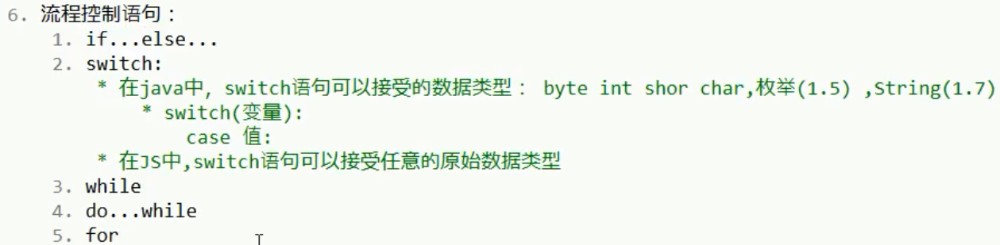 6. 流程控制语句：
1. if...else...
2. switch:
* 在java中, switch语句可以接受的数据类型： byte int shor char,枚举(1.5) ,String(1.7)
* switch(变量):
case 值:
* 在JS中,switch语句可以接受任意的原始数据类型
3. while
4. do...while
5. for